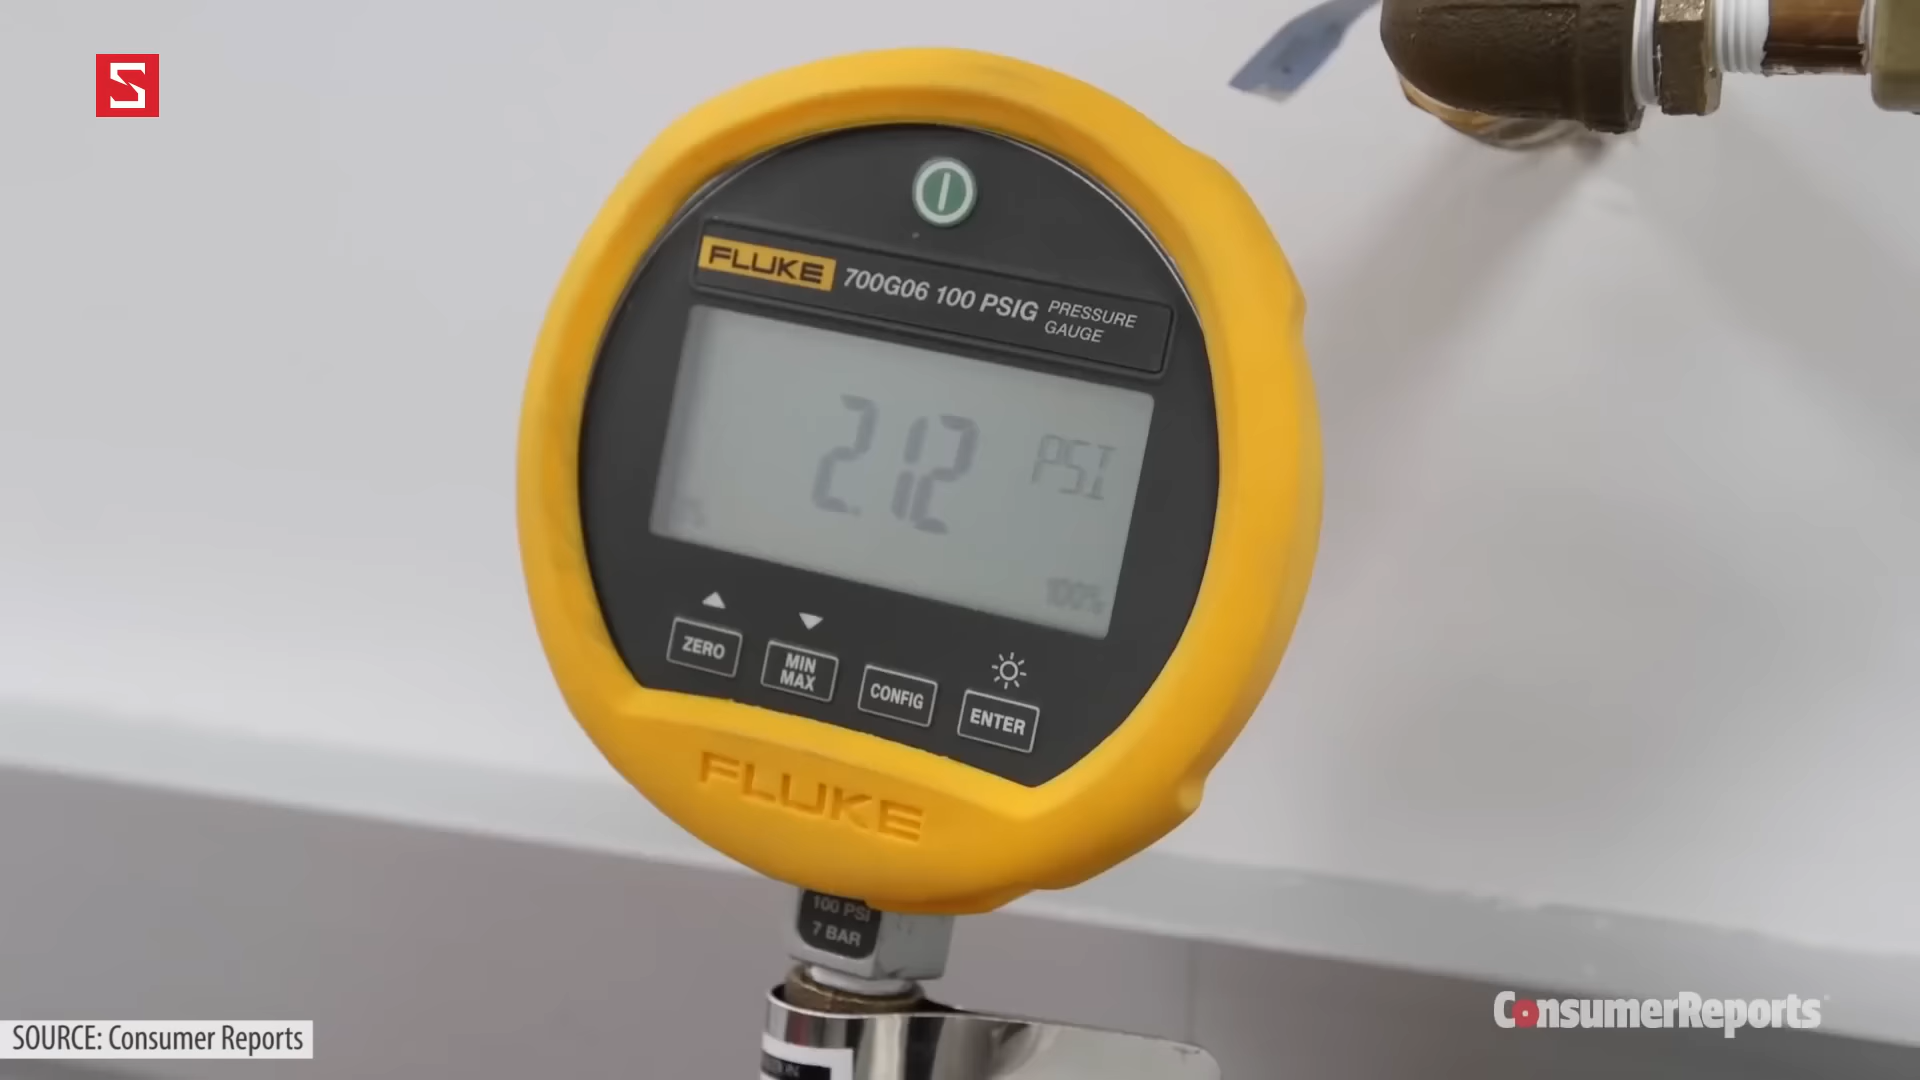 S
FLUKE 700G06 100 PSIG PRESSURE GAUGE
2.12 PSI
100%
ZERO
MIN MAX
CONFIG
ENTER
FLUKE
100 PSI
7 BAR
SOURCE: Consumer Reports
ConsumerReports